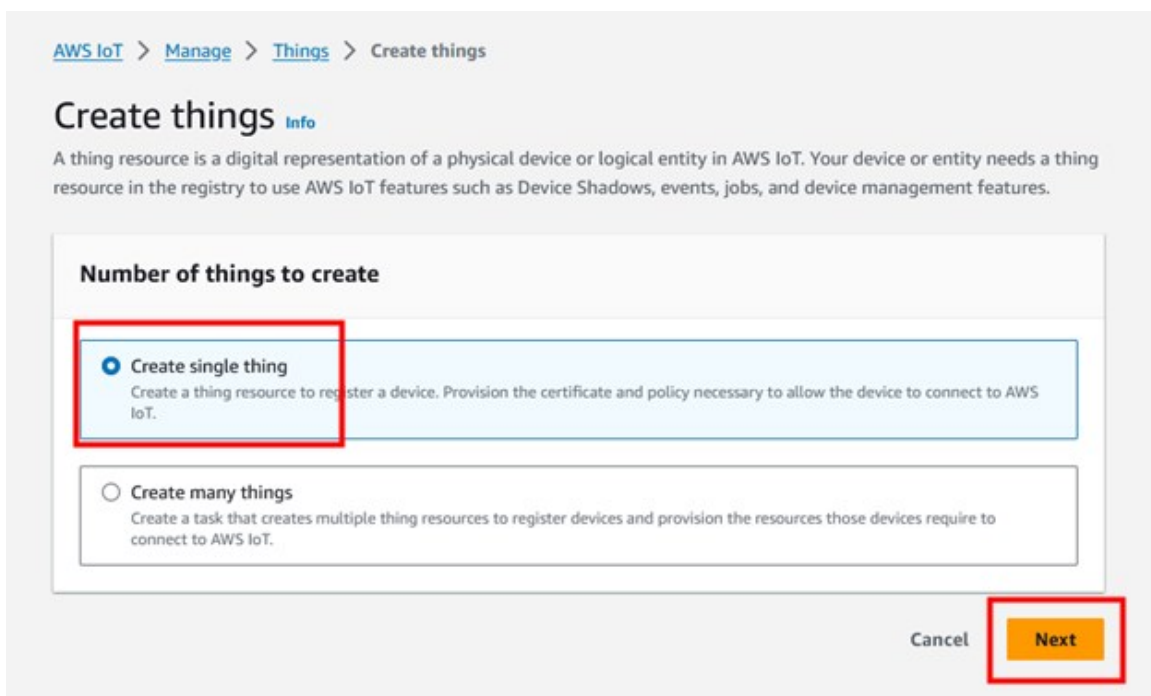 AWS IoT > Manage > Things > Create things
Create things Info
A thing resource is a digital representation of a physical device or logical entity in AWS IoT. Your device or entity needs a thing
resource in the registry to use AWS IoT features such as Device Shadows, events, jobs, and device management features.
Number of things to create
Create single thing
Create a thing resource to register a device. Provision the certificate and policy necessary to allow the device to connect to AWS
IoT.
Create many things
Create a task that creates multiple thing resources to register devices and provision the resources those devices require to
connect to AWS IoT.
Cancel Next